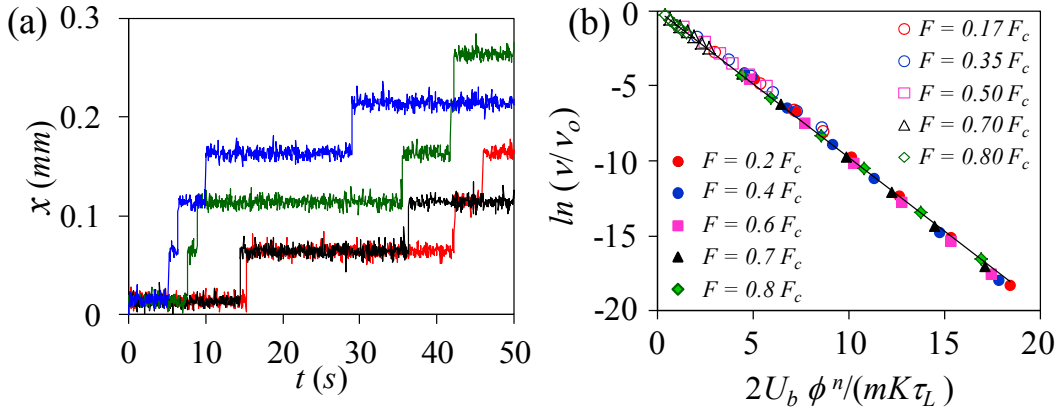 (a)
0.3
0.2
0.1
0
x (mm)
0
10
20
30
40
50
t (s)
(b)
0
-5
-10
-15
-20
ln (ν/ν_o)
F = 0.17 F_c
F = 0.35 F_c
F = 0.50 F_c
F = 0.70 F_c
F = 0.80 F_c
F = 0.2 F_c
F = 0.4 F_c
F = 0.6 F_c
F = 0.7 F_c
F = 0.8 F_c
0
5
10
15
20
2U_b ϕ^n/(mKτ_L)